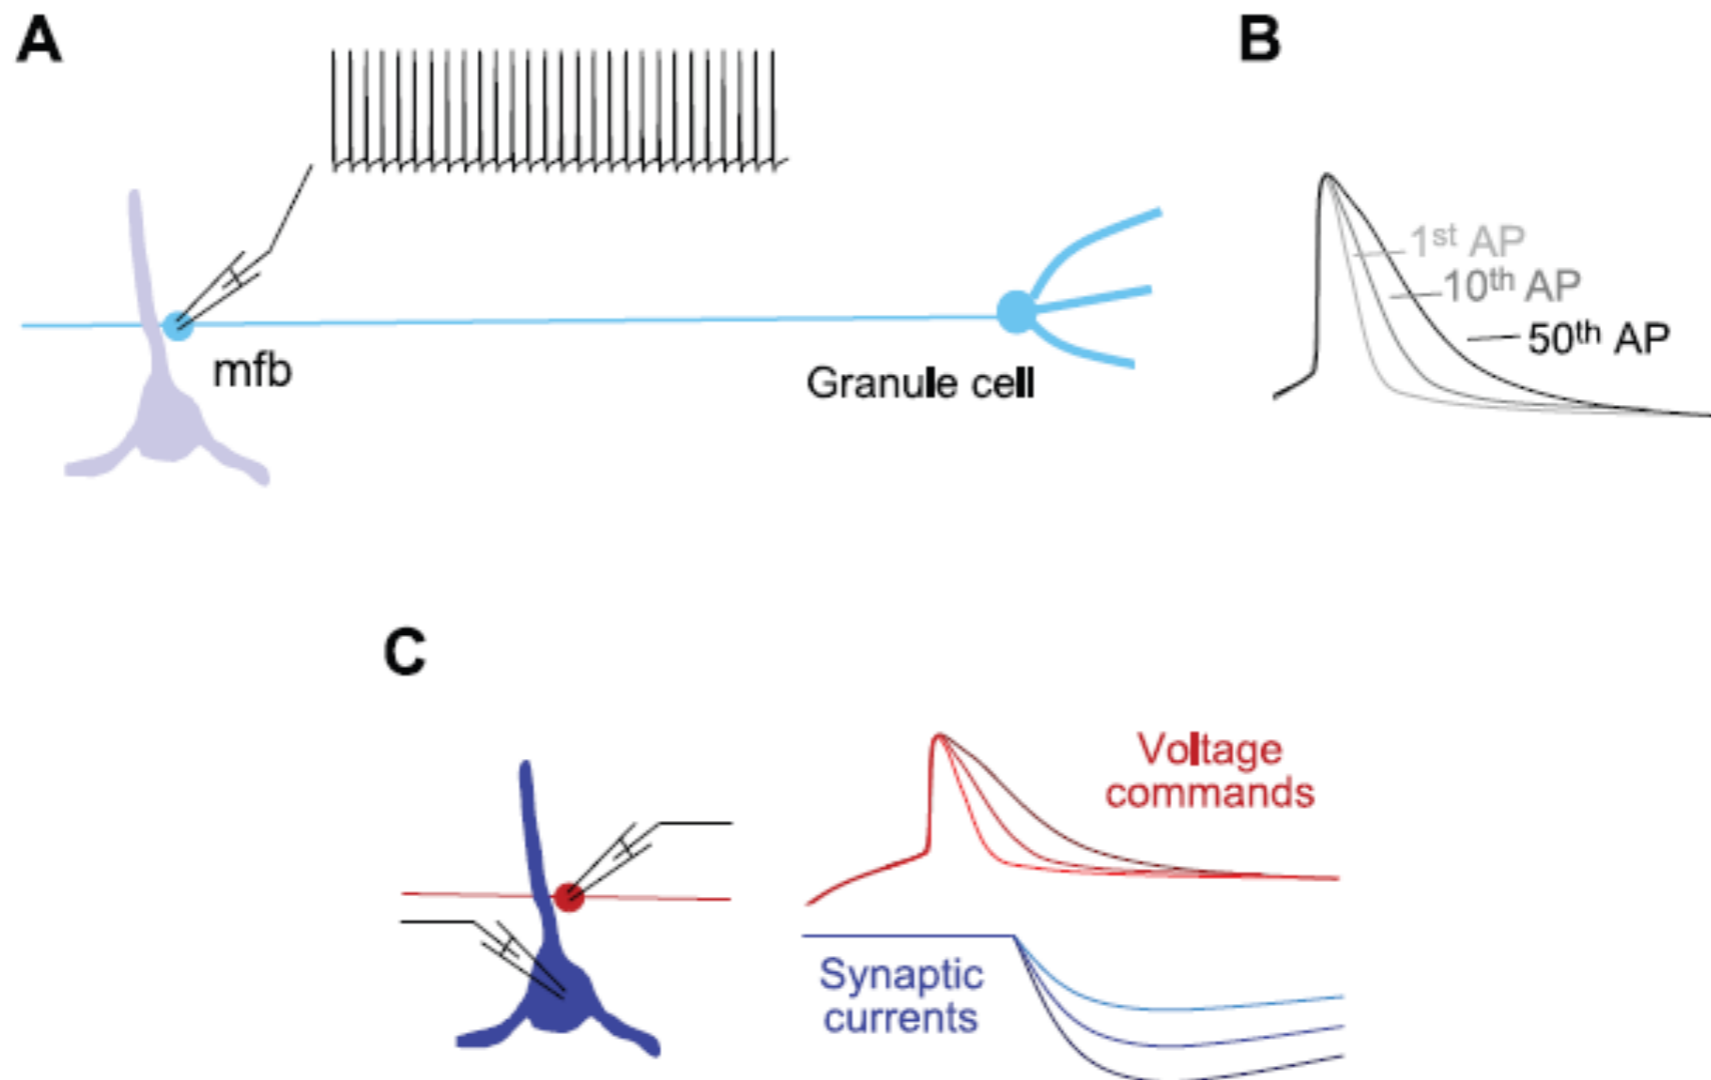 A
B
mfb
Granule cell
1st AP
10th AP
50th AP
C
Voltage
commands
Synaptic
currents